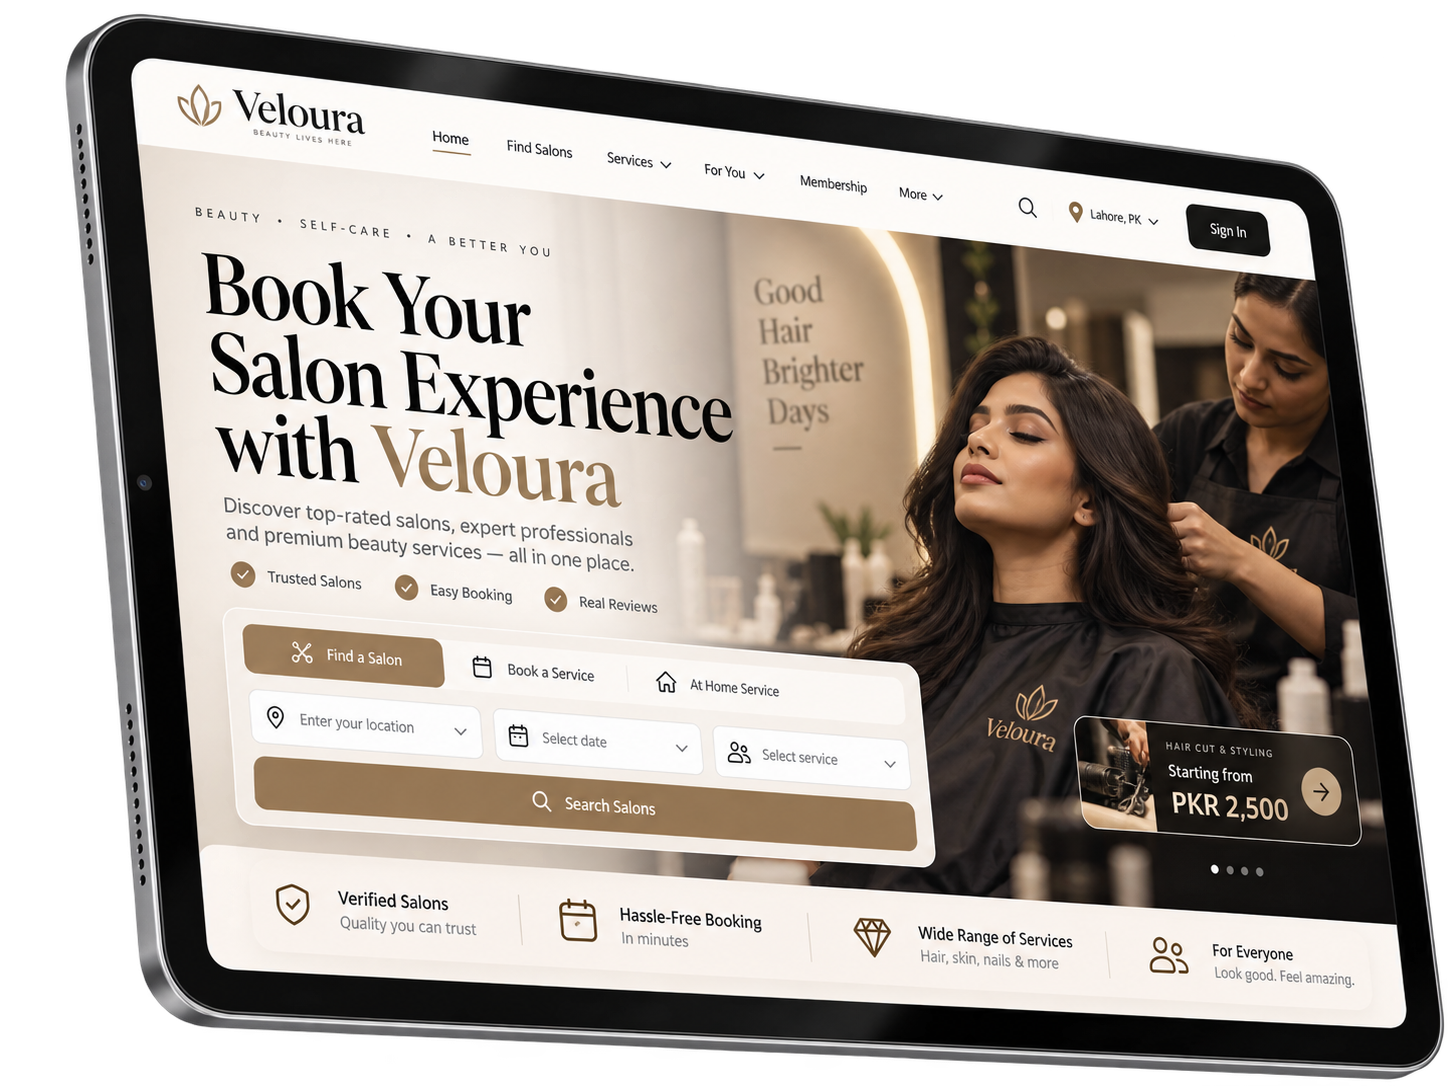 Veloura
BEAUTY LIVES HERE
Home
Find Salons
Services
For You
Membership
More
Lahore, PK
Sign In
BEAUTY • SELF-CARE • A BETTER YOU
Book Your
Salon Experience
with Veloura
Discover top-rated salons, expert professionals
and premium beauty services — all in one place.
Trusted Salons
Easy Booking
Real Reviews
Good
Hair
Brighter
Days
Find a Salon
Book a Service
At Home Service
Enter your location
Select date
Select service
Search Salons
Veloura
HAIR CUT & STYLING
Starting from
PKR 2,500
Verified Salons
Quality you can trust
Hassle-Free Booking
In minutes
Wide Range of Services
Hair, skin, nails & more
For Everyone
Look good. Feel amazing.